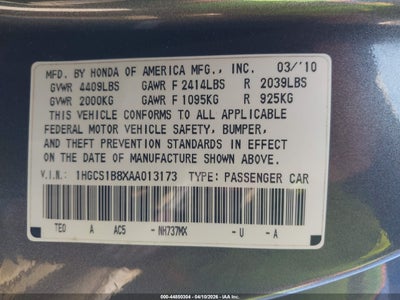 MFD. BY HONDA OF AMERICA MFG., INC. 03/'10
GVWR 4409LBS GAWR F 2414LBS R 2039LBS
GVWR 2000KG GAWR F 1095KG R 925KG
THIS VEHICLE CONFORMS TO ALL APPLICABLE
FEDERAL MOTOR VEHICLE SAFETY, BUMPER,
AND THEFT PREVENTION STANDARDS IN EFFECT
ON THE DATE OF MANUFACTURE SHOWN ABOVE.
V.I.N.: 1HGCS1B8XAA013173 TYPE: PASSENGER CAR
TE0 A AC5 - NH737MX - U - A
000-44850304 - 04/10/2026 - IAA Inc.